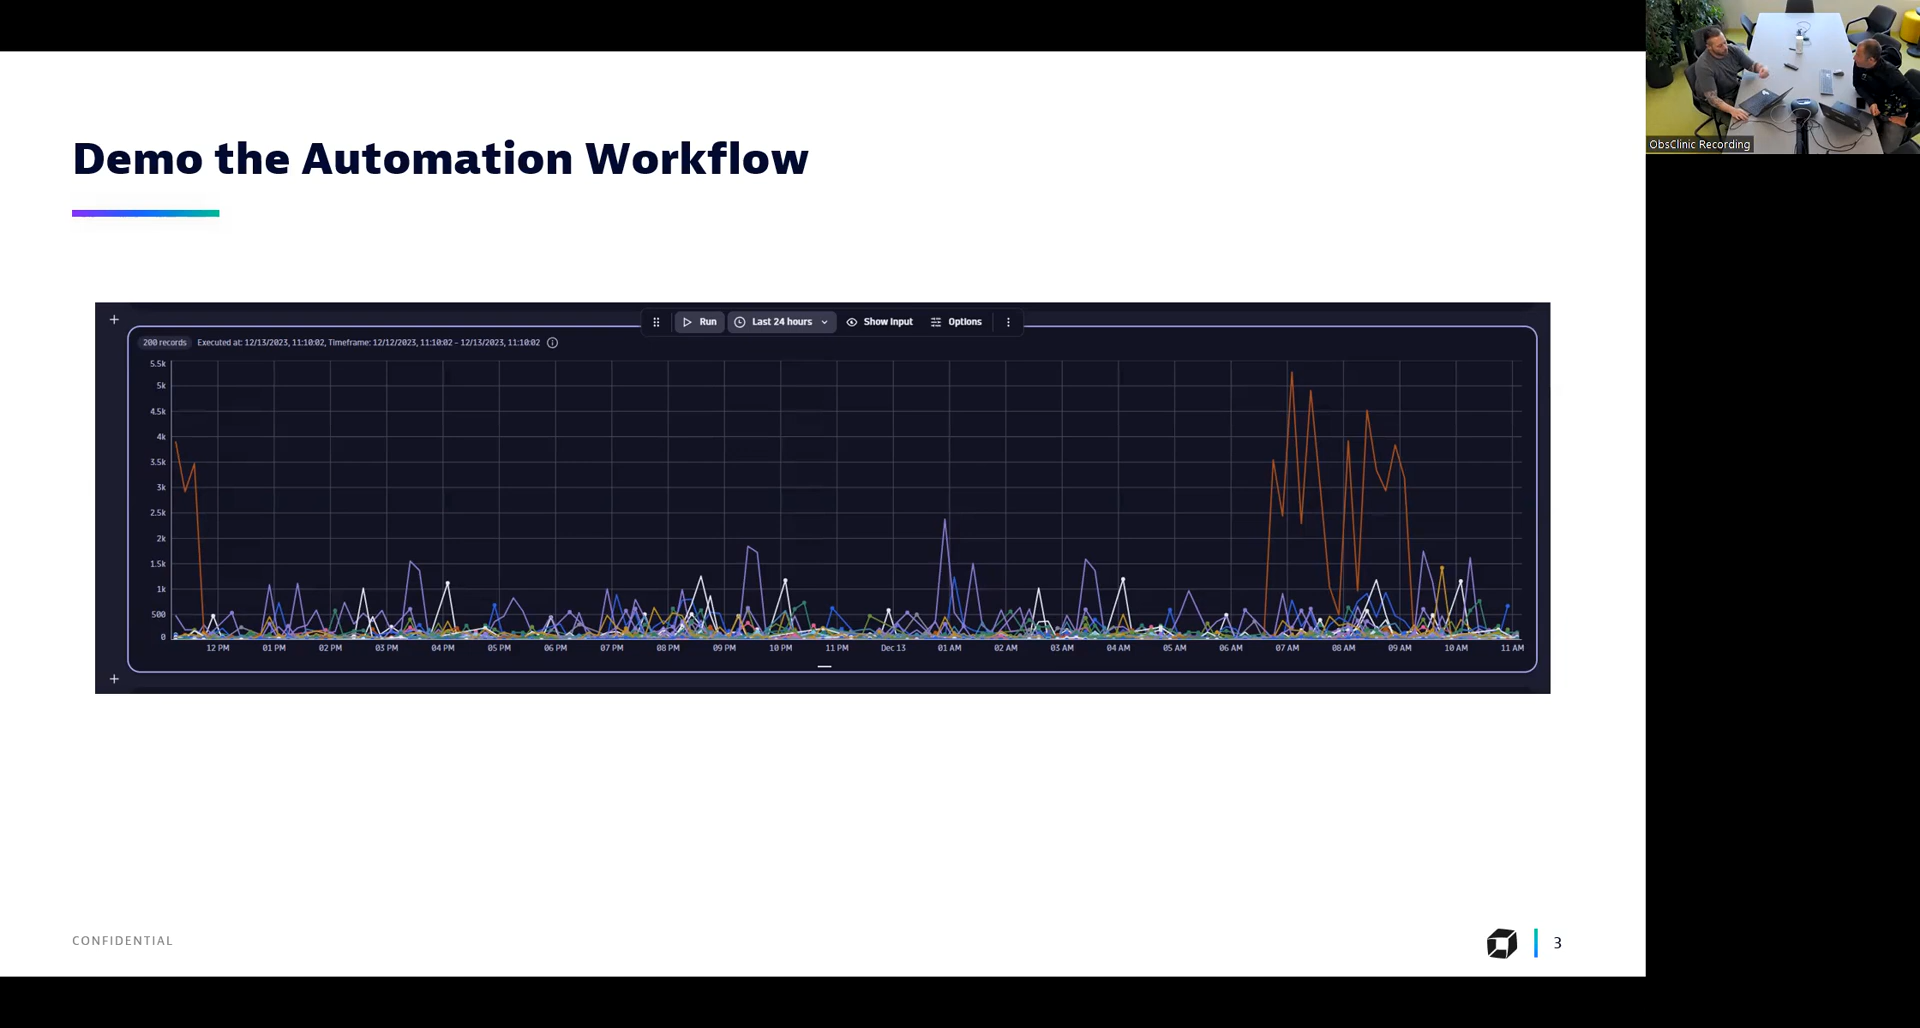 ObsClinic Recording
Demo the Automation Workflow
Run Last 24 hours Show Input Options
200 records Executed at: 12/13/2023, 11:10:02, Timeframe: 12/12/2023, 11:10:02 - 12/13/2023, 11:10:02
5.5k
5k
4.5k
4k
3.5k
3k
2.5k
2k
1.5k
1k
500
0
12 PM 01 PM 02 PM 03 PM 04 PM 05 PM 06 PM 07 PM 08 PM 09 PM 10 PM 11 PM Dec 13 01 AM 02 AM 03 AM 04 AM 05 AM 06 AM 07 AM 08 AM 09 AM 10 AM 11 AM
CONFIDENTIAL
3